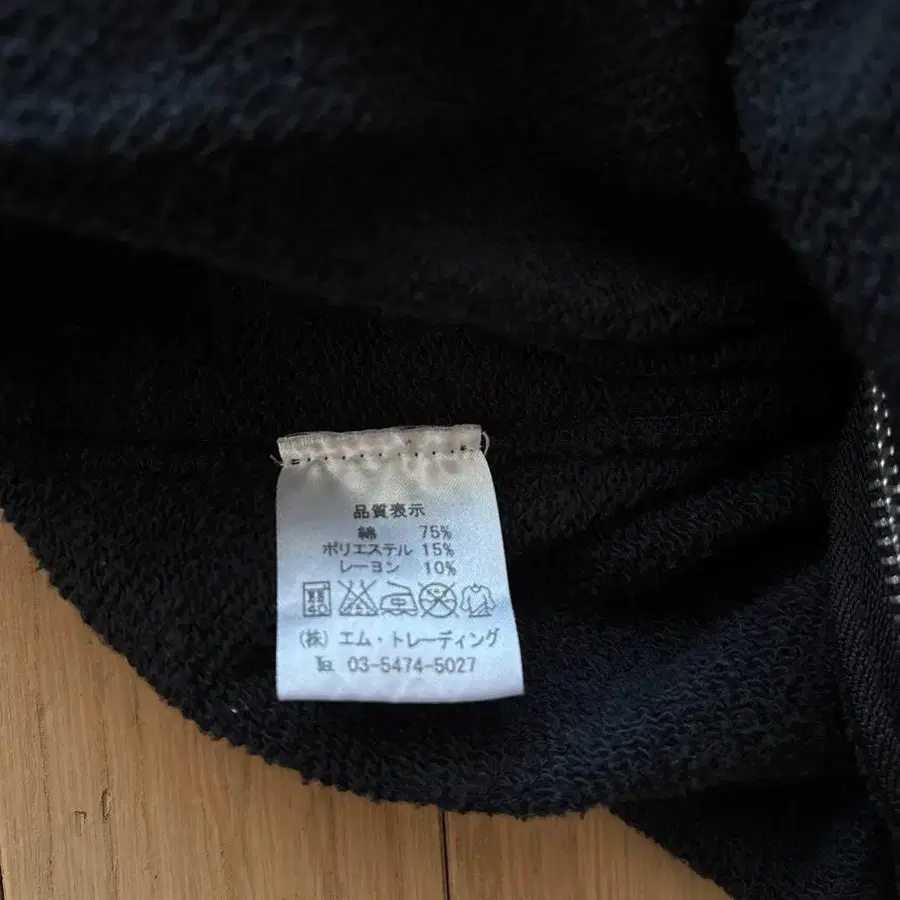 品質表示
綿 75%
ポリエステル 15%
レーヨン 10%
40
(株) エム・トレーディング
℡ 03-5474-5027